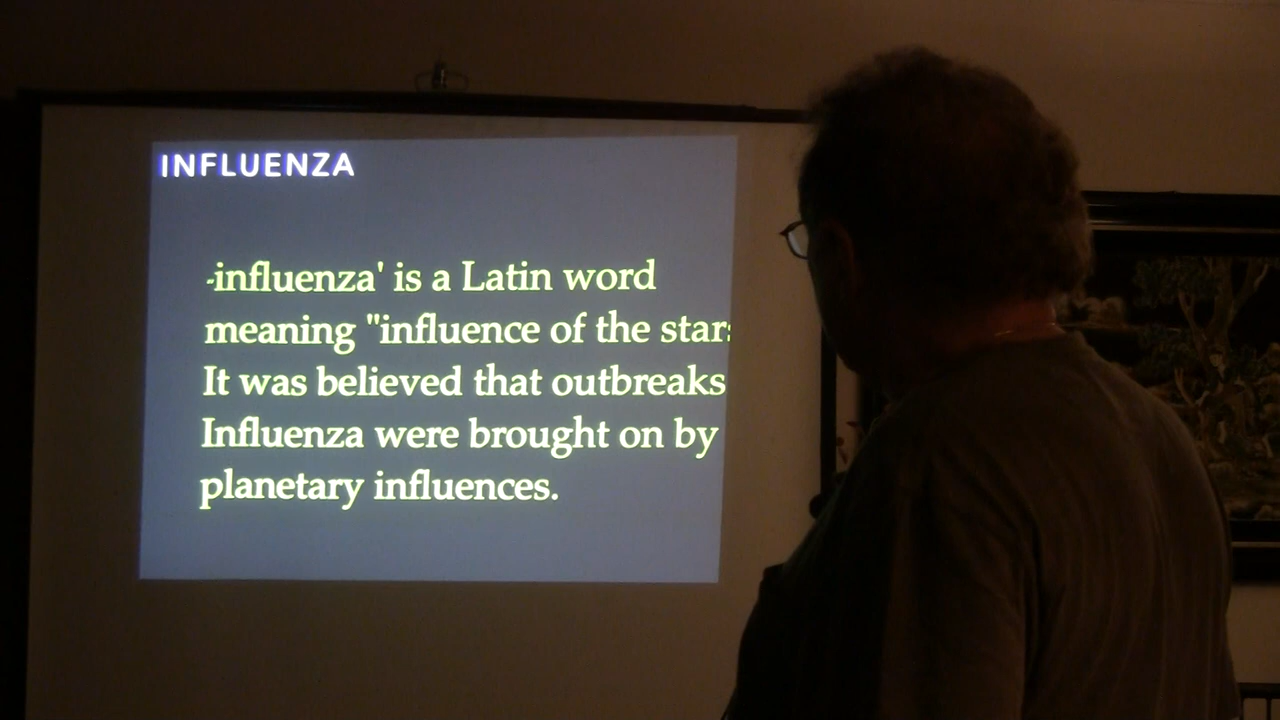 INFLUENZA
-influenza' is a Latin word
meaning "influence of the stars
It was believed that outbreaks
Influenza were brought on by
planetary influences.